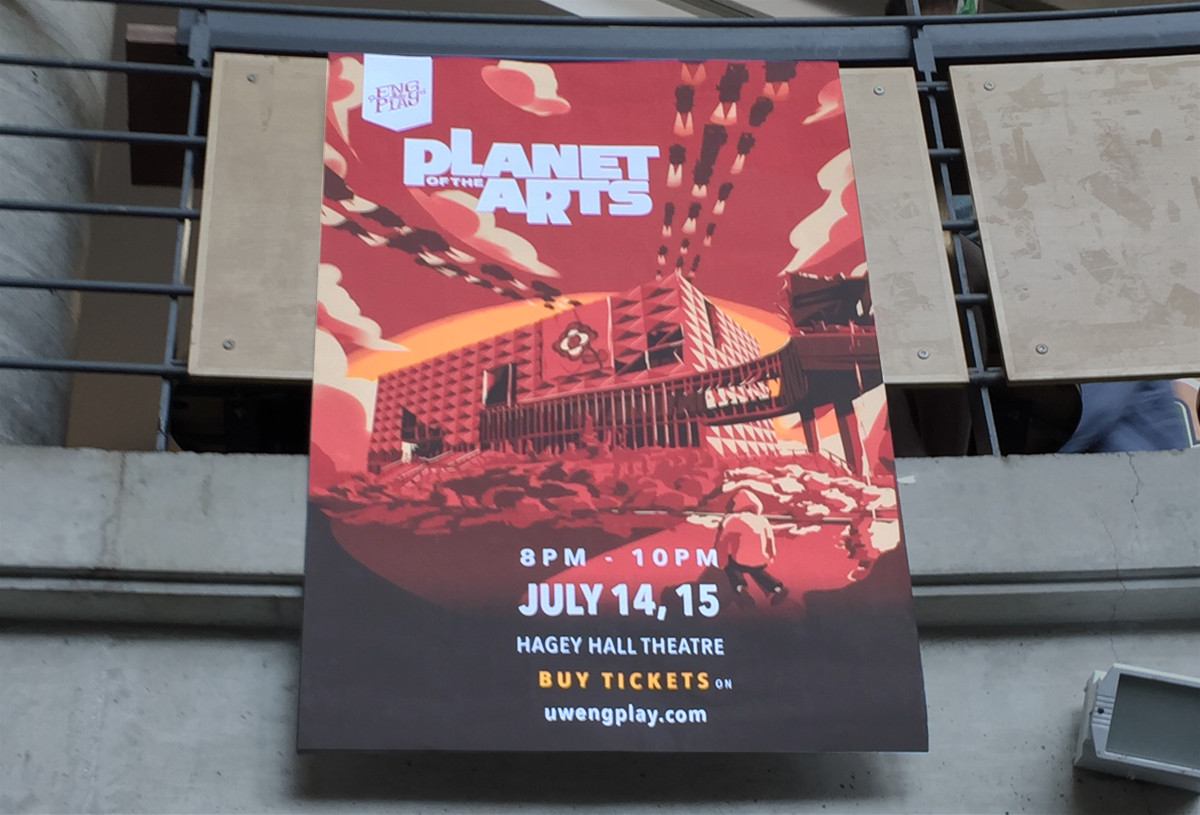 ENG
PLAY
PLANET
OF THE
ARTS
8PM - 10PM
JULY 14, 15
HAGEY HALL THEATRE
BUY TICKETS ON
uwengplay.com